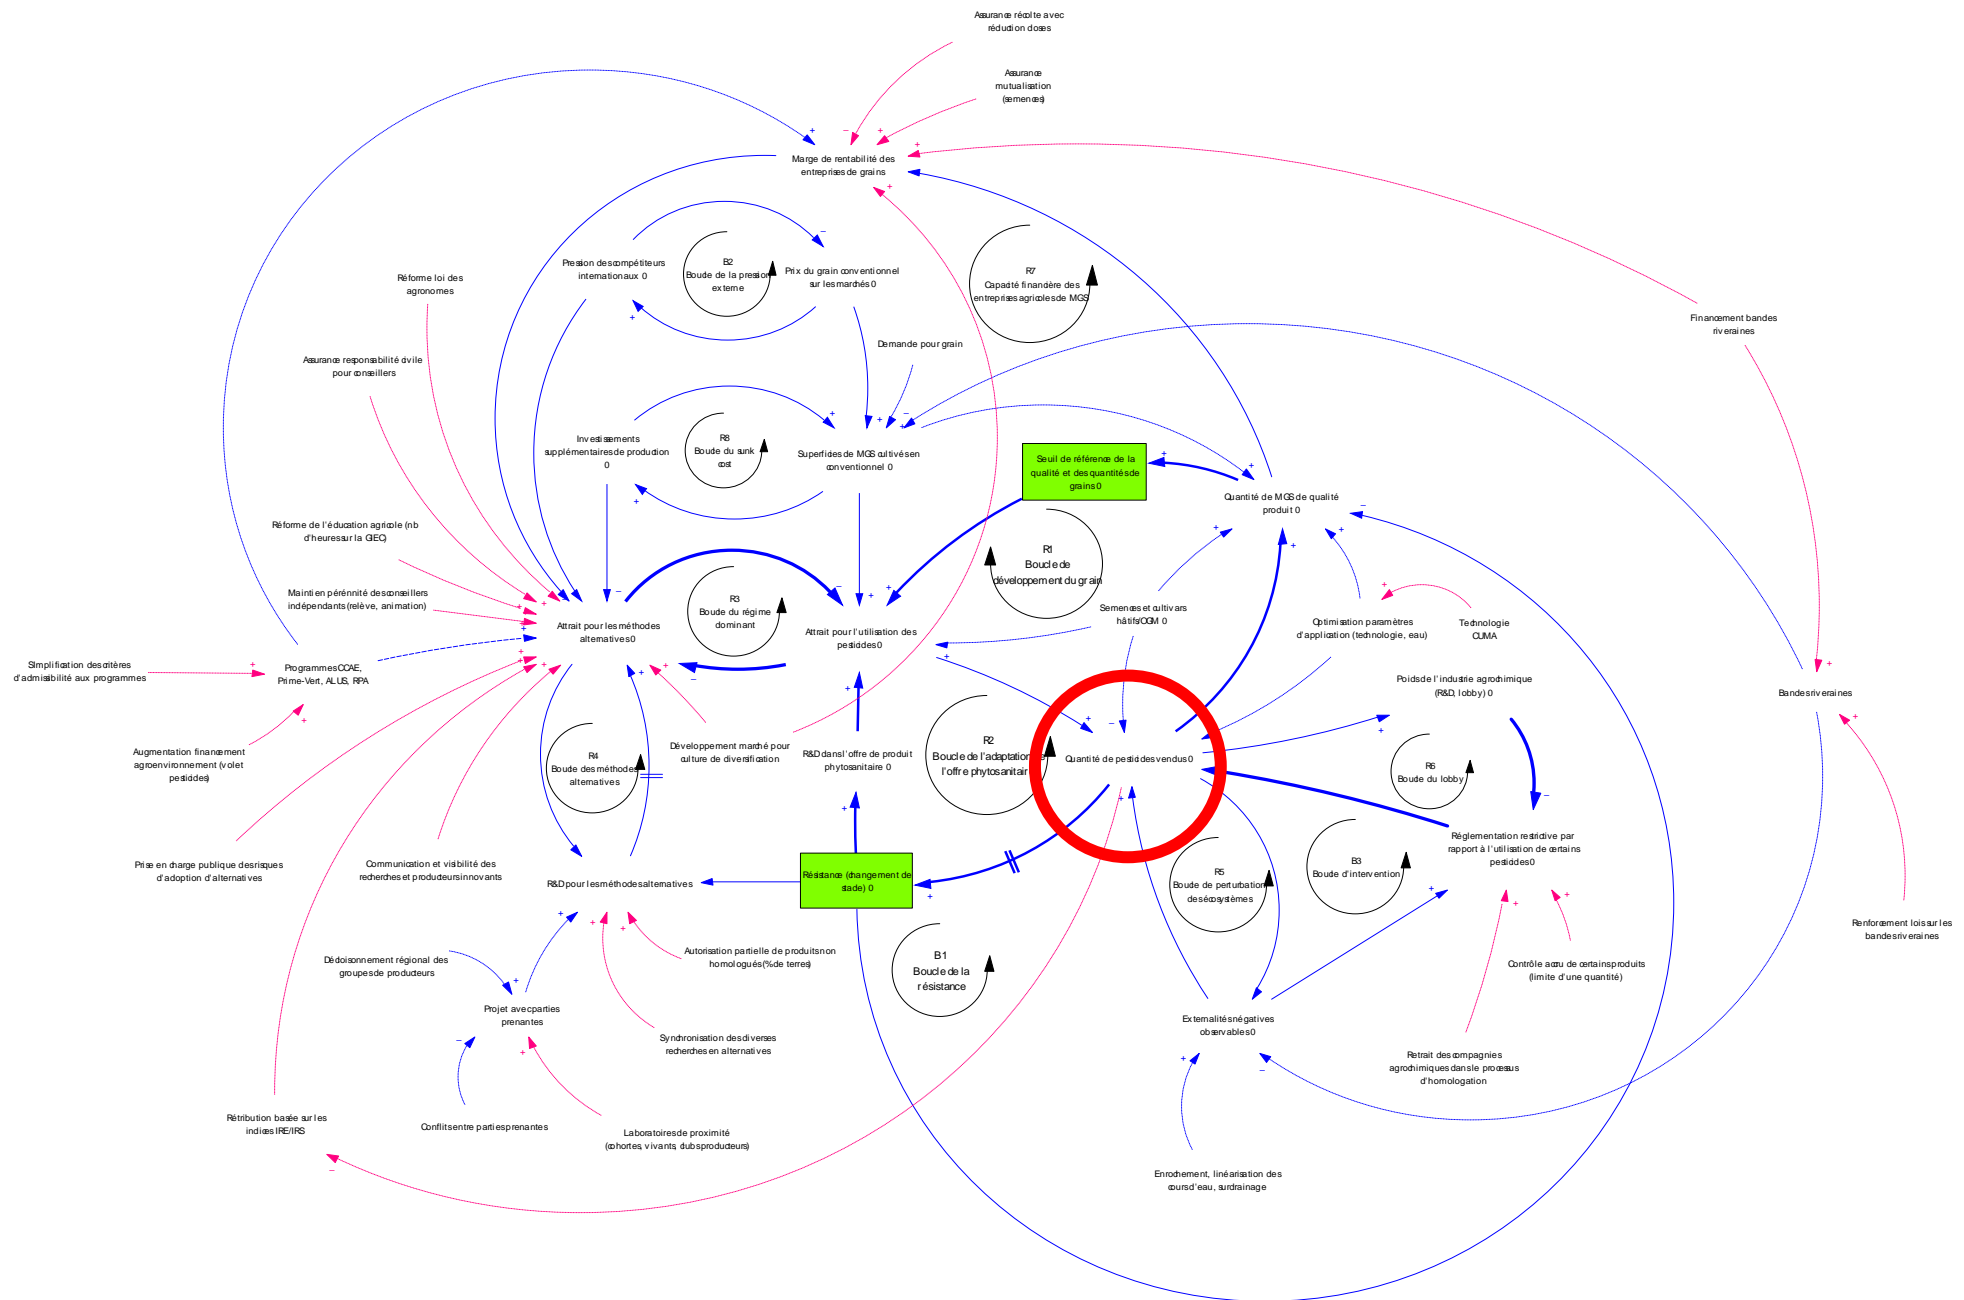 Assurance récolte avec
réduction doses
Assurance
mutualisation
(semences)
Marge de rentabilité des
entreprises de grains
Pression des compétiteurs
internationaux 0
B2
Boucle de la pression
externe
Prix du grain conventionnel
sur les marchés 0
R7
Capacité financière des
entreprises agricoles de MGS
Réforme loi des
agronomes
Financement bandes
riveraines
Demande pour grain
Assurance responsabilité civile
pour conseillers
Investissements
supplémentaires de production
0
R8
Boucle du sunk
cost
Superficies de MGS cultivés en
conventionnel 0
Seuil de référence de la
qualité et des quantités de
grains 0
Quantité de MGS de qualité
produit 0
Réforme de l'éducation agricole (nb
d'heures sur la GIEC)
R1
Boucle de
développement du grain
Maintien pérénnité des conseillers
indépendants (relève, animation)
R3
Boucle du régime
dominant
Attrait pour les méthodes
alternatives 0
Attrait pour l'utilisation des
pesticides 0
Semences et cultivars
hâtifs/OGM 0
Optimisation paramètres
d'application (technologie, eau)
Technologie
CUMA
SImplification des critères
d'admissibilité aux programmes
Programmes CCAE,
Prime-Vert, ALUS, RPA
Poids de l'industrie agrochimique
(R&D, lobby) 0
Bandes riveraines
Augmentation financement
agroenvironnement (volet
pesticides)
R4
Boucle des méthodes
alternatives
Développement marché pour
culture de diversification
R&D dans l'offre de produit
phytosanitaire 0
R2
Boucle de l'adaptation de
l'offre phytosanitaire
Quantité de pesticides vendus 0
R6
Boucle du lobby
Réglementation restrictive par
rapport à l'utilisation de certains
pesticides 0
Prise en charge publique des risques
d'adoption d'alternatives
Communication et visibilité des
recherches et producteurs innovants
R&D pour les méthodes alternatives
Résistance (changement de
stade) 0
R5
Boucle de perturbation
des écosystèmes
B3
Boucle d'intervention
Renforcement lois sur les
bandes riveraines
Décloisonnement régional des
groupes de producteurs
Autorisation partielle de produits non
homologués (% de terres)
B1
Boucle de la
résistance
Contrôle accru de certains produits
(limite d'une quantité)
Projet avec parties
prenantes
Externalités négatives
observables 0
Synchronisation des diverses
recherches en alternatives
Retrait des compagnies
agrochimiques dans le processus
d'homologation
Rétribution basée sur les
indices IRE/IRS
Conflits entre parties prenantes
Laboratoires de proximité
(cohortes, vivants, clubs producteurs)
Enrochement, linéarisation des
cours d'eau, surdrainage